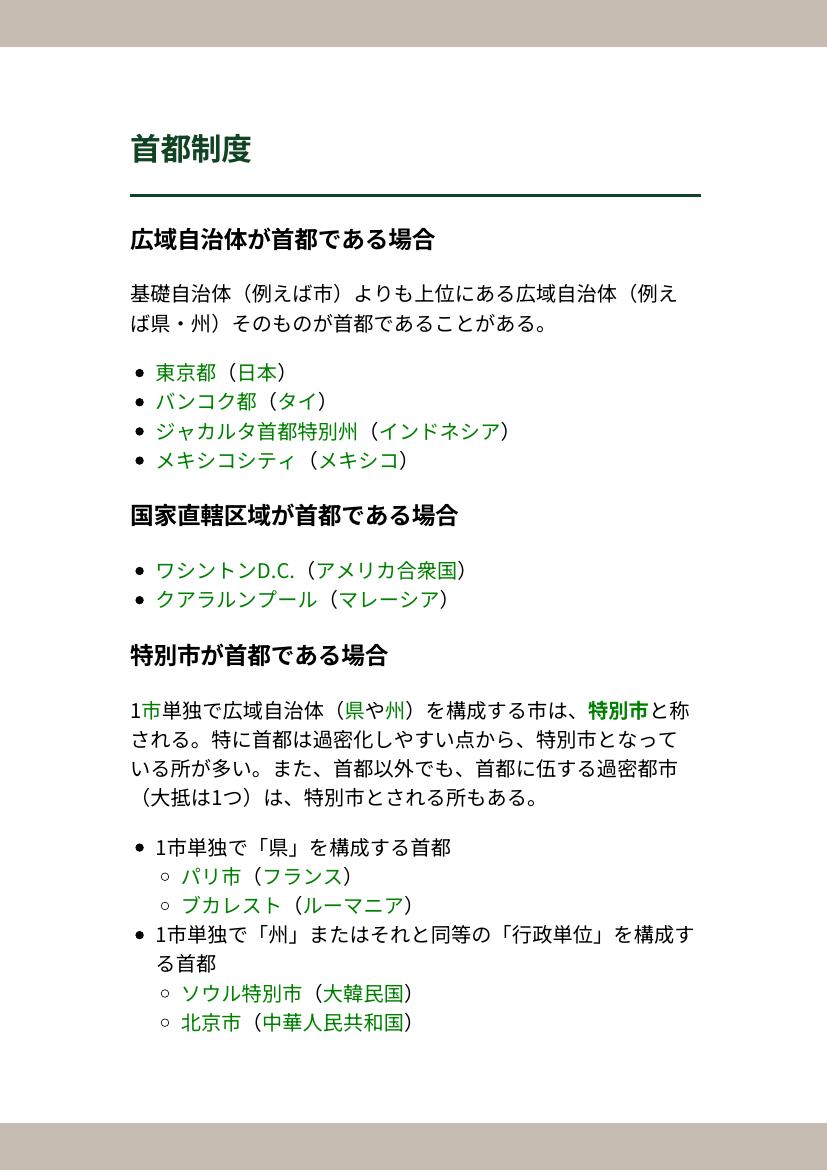 首都制度
広域自治体が首都である場合
基礎自治体（例えば市）よりも上位にある広域自治体（例え
ば県・州）そのものが首都であることがある。
東京都（日本）
バンコク都（タイ）
ジャカルタ首都特別州（インドネシア）
メキシコシティ（メキシコ）
国家直轄区域が首都である場合
ワシントンD.C.（アメリカ合衆国）
クアラルンプール（マレーシア）
特別市が首都である場合
1市単独で広域自治体（県や州）を構成する市は、特別市と称
される。特に首都は過密化しやすい点から、特別市となって
いる所が多い。また、首都以外でも、首都に伍する過密都市
（大抵は1つ）は、特別市とされる所もある。
1市単独で「県」を構成する首都
パリ市（フランス）
ブカレスト（ルーマニア）
1市単独で「州」またはそれと同等の「行政単位」を構成す
る首都
ソウル特別市（大韓民国）
北京市（中華人民共和国）